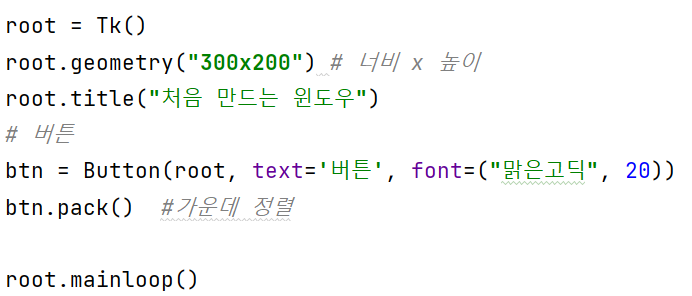 root = Tk()
root.geometry("300x200") # 너비 x 높이
root.title("처음 만드는 윈도우")
# 버튼
btn = Button(root, text='버튼', font=("맑은고딕", 20))
btn.pack()  #가운데 정렬
root.mainloop()